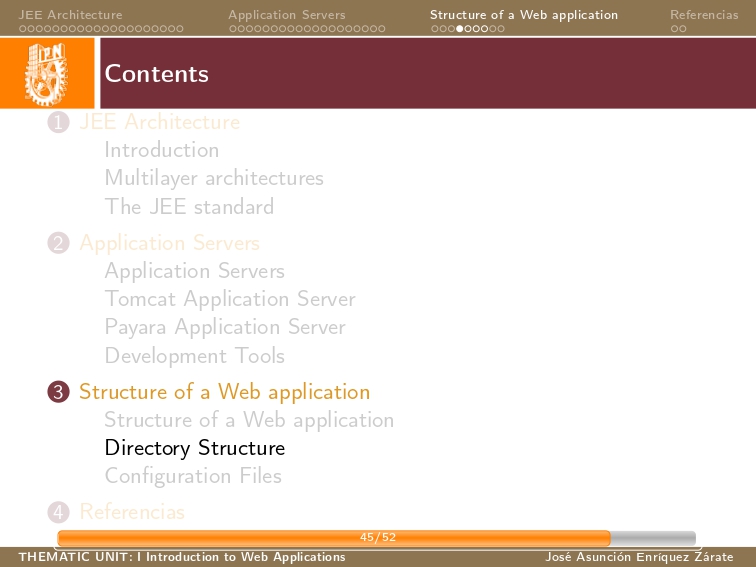 JEE Architecture Application Servers Structure of a Web application Referencias
IPN
Contents
1 JEE Architecture
Introduction
Multilayer architectures
The JEE standard
2 Application Servers
Application Servers
Tomcat Application Server
Payara Application Server
Development Tools
3 Structure of a Web application
Structure of a Web application
Directory Structure
Configuration Files
4 Referencias
45/52
THEMATIC UNIT: I Introduction to Web Applications José Asunción Enríquez Zárate